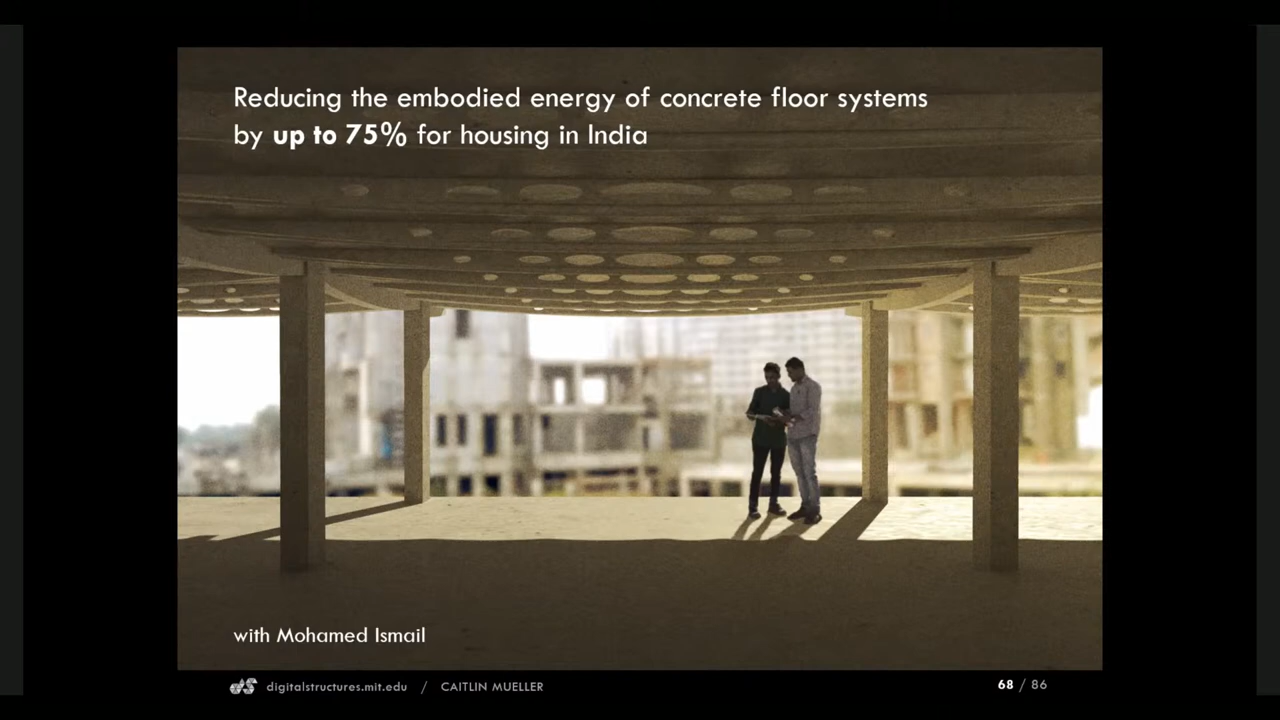 Reducing the embodied energy of concrete floor systems
by up to 75% for housing in India
with Mohamed Ismail
digitalstructures.mit.edu / CAITLIN MUELLER
68 / 86